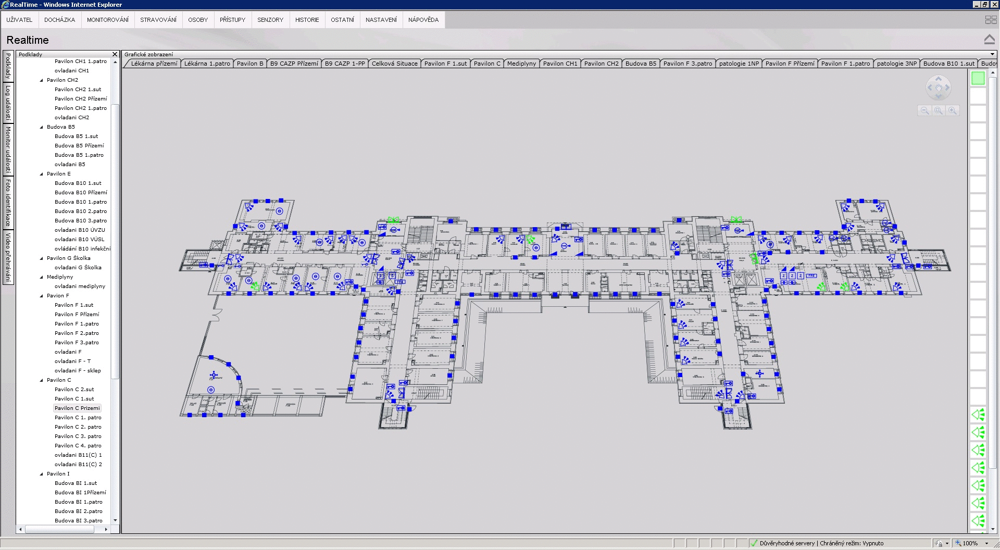 RealTime - Windows Internet Explorer
UŽIVATEL DOCHÁZKA MONITOROVÁNÍ STRAVOVÁNÍ OSOBY PŘÍSTUPY SENZORY HISTORIE OSTATNÍ NASTAVENÍ NÁPOVĚDA
Realtime
Podklady
Log událostí
Monitor událostí
Foto identifikace
Video přehrávání
Podklady
Pavilon CH1 1.patro
ovladani CH1
Pavilon CH2
Pavilon CH2 1.sut
Pavilon CH2 Přízemí
Pavilon CH2 1.patro
ovladani CH2
Budova B5
Budova B5 1.sut
Budova B5 Přízemí
Budova B5 1.patro
ovladani B5
Pavilon E
Budova B10 1.sut
Budova B10 Přízemí
Budova B10 1.patro
Budova B10 2.patro
Budova B10 3.patro
ovladani B10 ÚVZU
ovladani B10 VÚSL
ovládání B10 infekční
Pavilon G Školka
ovladani G Školka
Mediplyny
ovladani mediplyny
Pavion F
Pavilon F 1.sut
Pavilon F Přízemí
Pavilon F 1.patro
Pavilon F 2.patro
Pavilon F 3.patro
ovladani F
ovladani F - T
ovladani F - sklep
Pavilon C
Pavilon C 2.sut
Pavilon C 1.sut
Pavilon C Prizemi
Pavilon C 1. patro
Pavilon C 2. patro
Pavilon C 3. patro
Pavilon C 4. patro
ovladani B11(C) 1
ovladani B11(C) 2
Pavilon I
Budova BI 1.sut
Budova BI 1Přízemí
Budova BI 1.patro
Budova BI 2.patro
Budova BI 3.patro
Grafické zobrazení
Lékárna přízemí Lékárna 1.patro Pavilon B B9 CAZP Přízemí B9 CAZP 1-PP Celková Situace Pavilon F 1.sut Pavilon C Mediplyny Pavilon CH1 Pavilon CH2 Budova B5 Pavilon F 3.patro patologie 1NP Pavilon F Přízemí Pavilon F 1.patro patologie 3NP Budova B10 1.sut Budov
Důvěryhodné servery | Chráněný režim: Vypnuto
100%